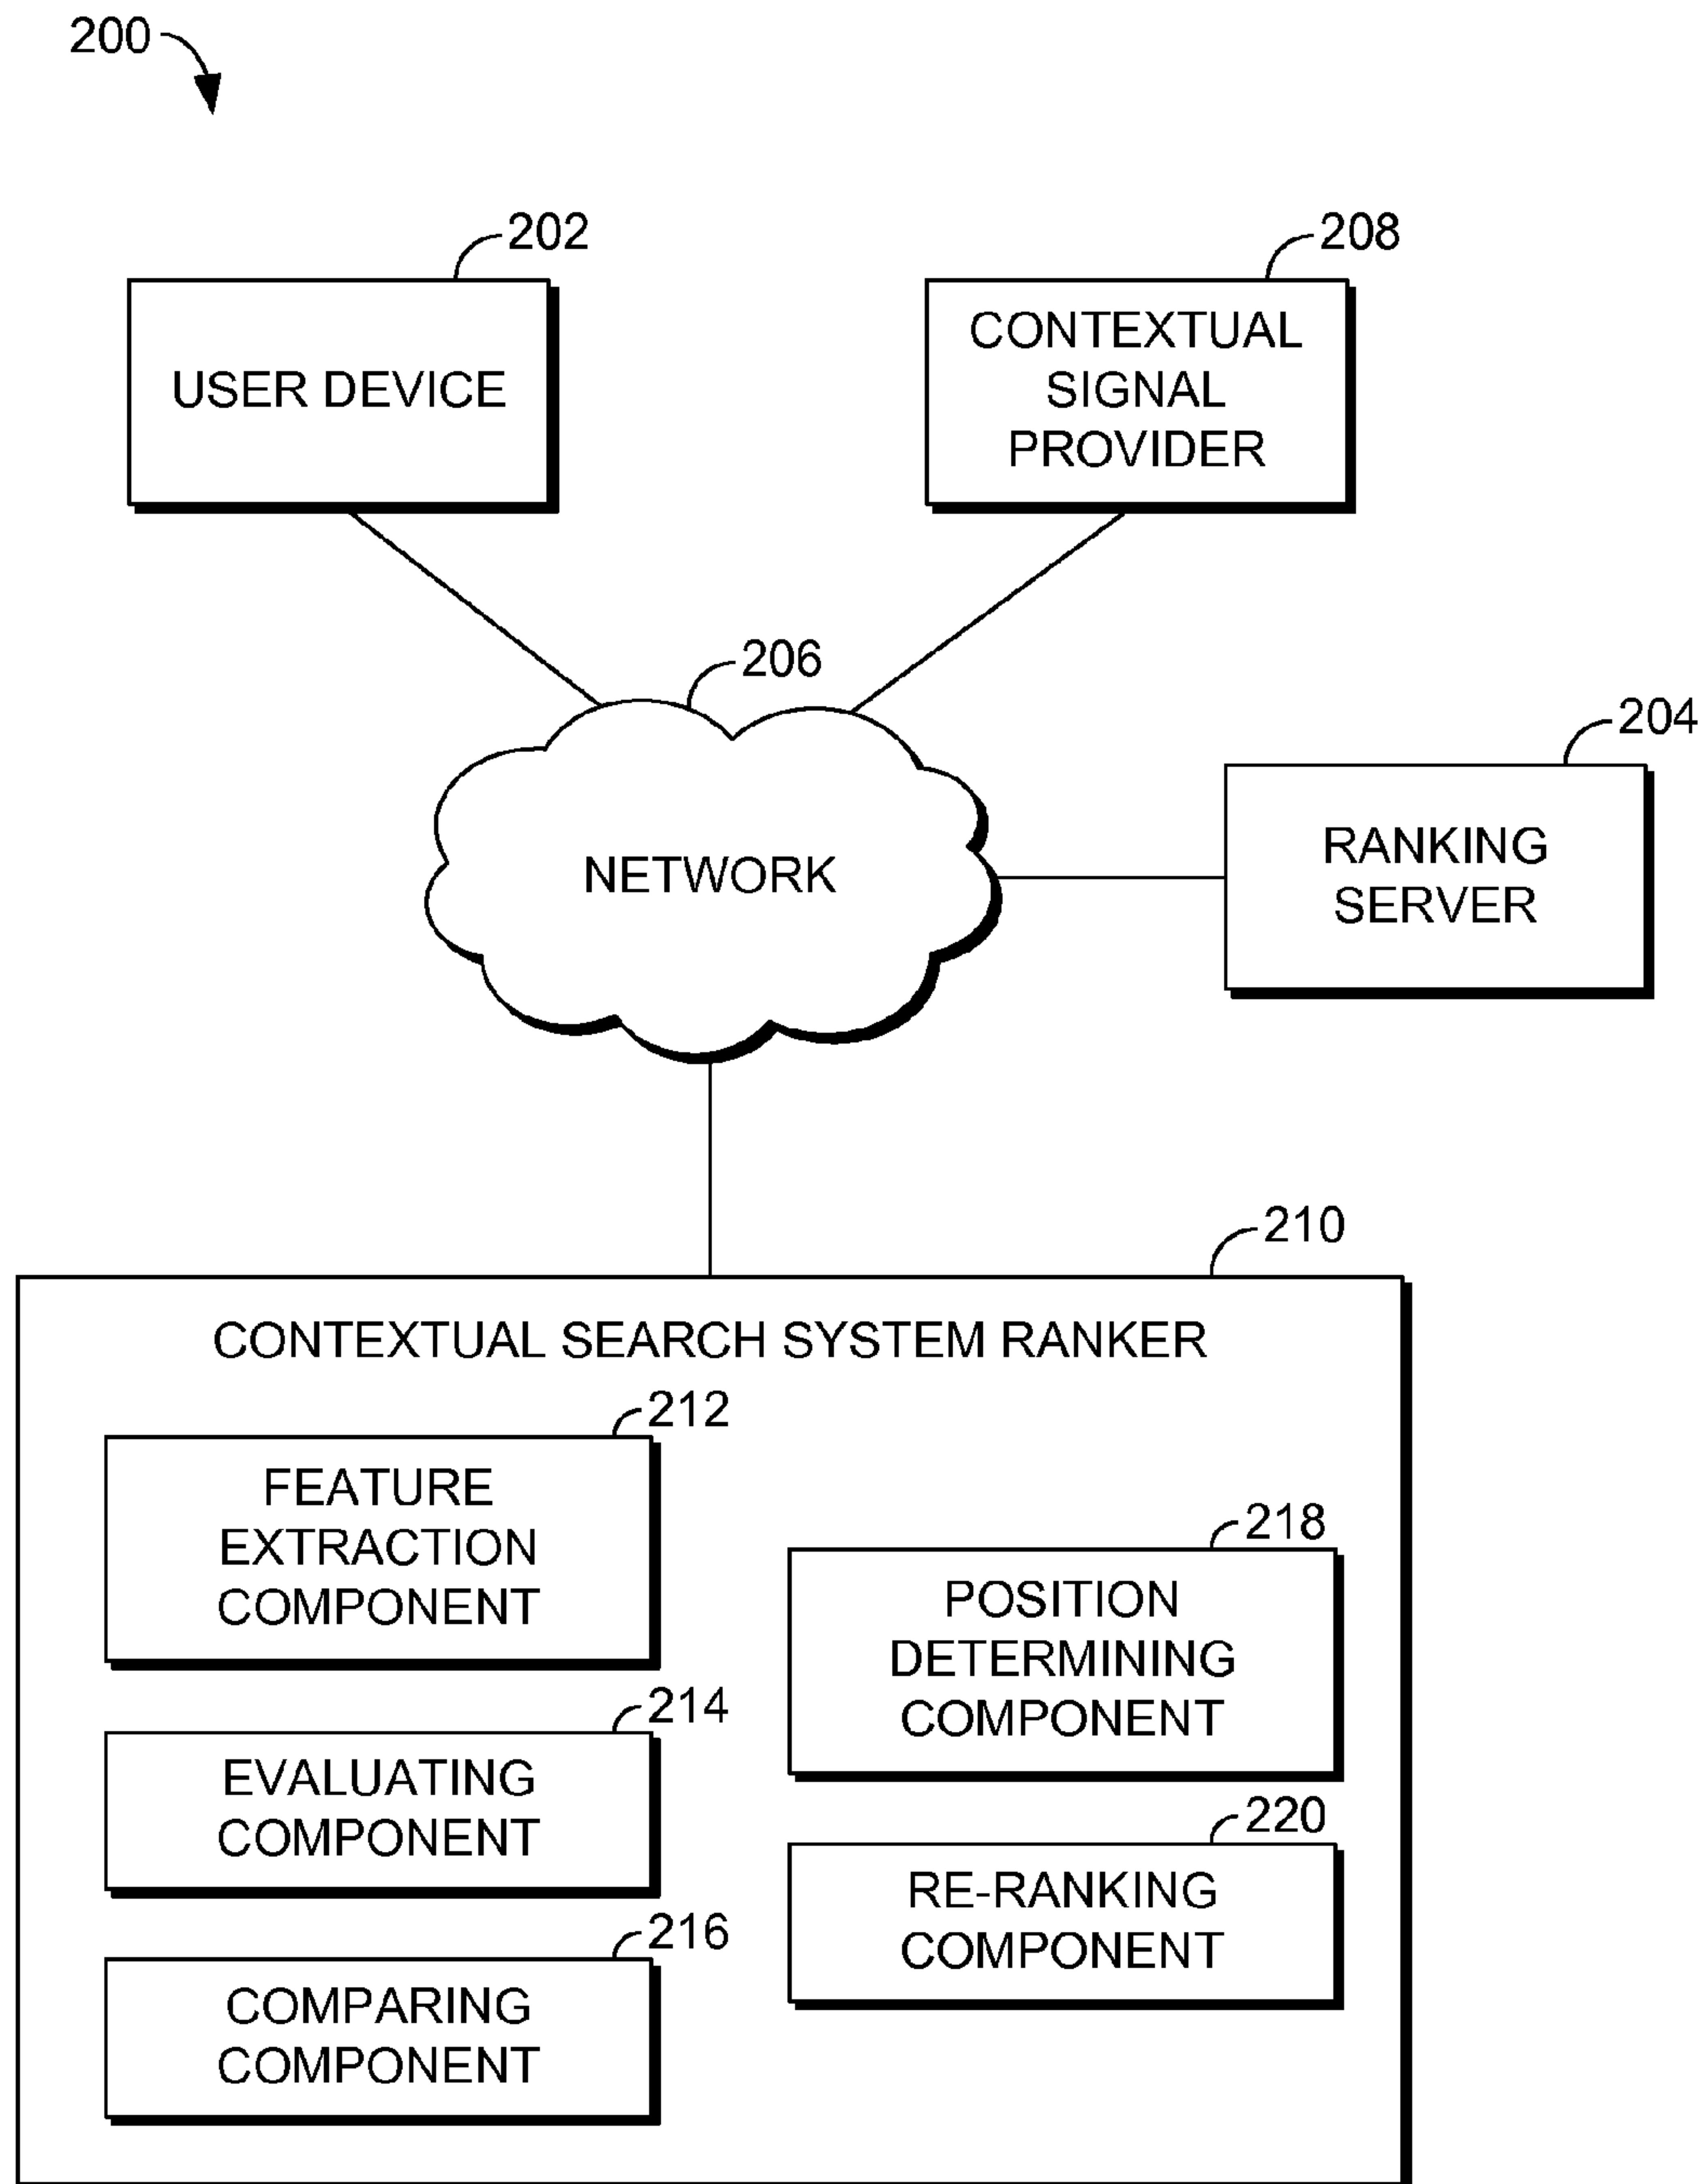 200
202
208
USER DEVICE
CONTEXTUAL
SIGNAL
PROVIDER
206
204
NETWORK
RANKING
SERVER
210
CONTEXTUAL SEARCH SYSTEM RANKER
212
FEATURE
EXTRACTION
COMPONENT
214
EVALUATING
COMPONENT
216
COMPARING
COMPONENT
218
POSITION
DETERMINING
COMPONENT
220
RE-RANKING
COMPONENT